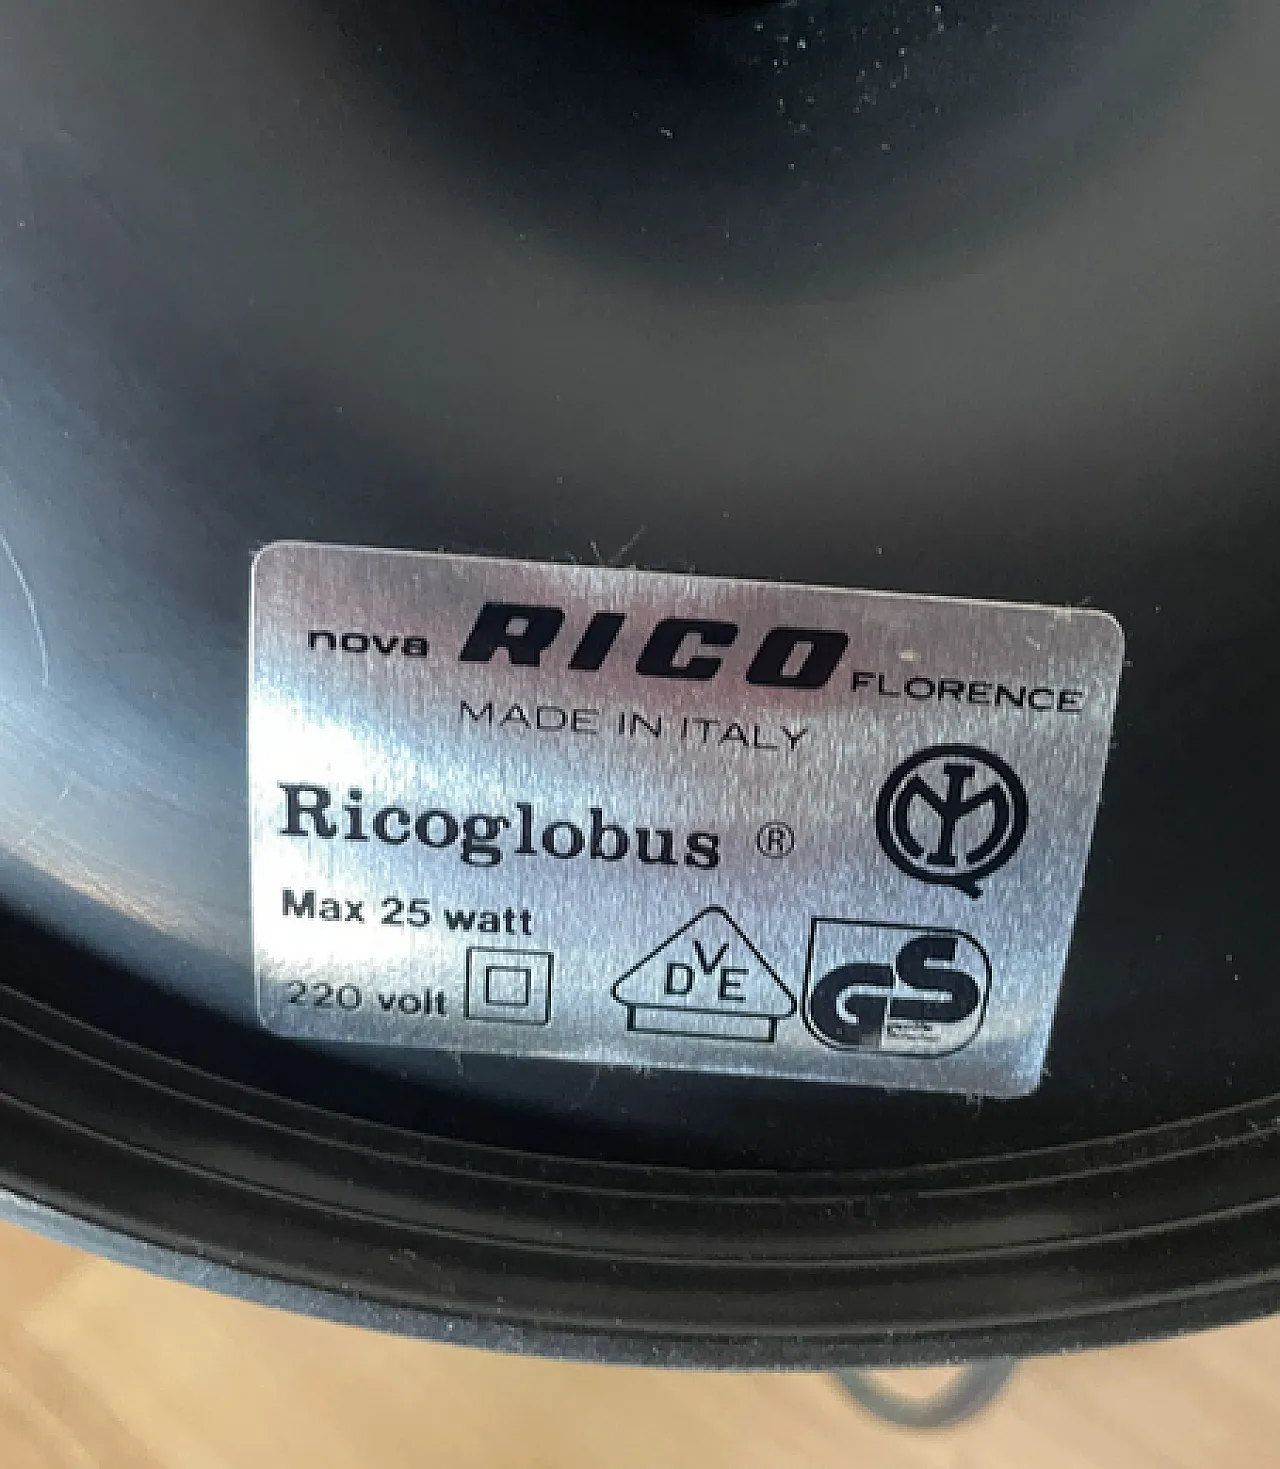 nova RICO FLORENCE
MADE IN ITALY
Ricoglobus ®
Max 25 watt
220 volt
DVE
GS